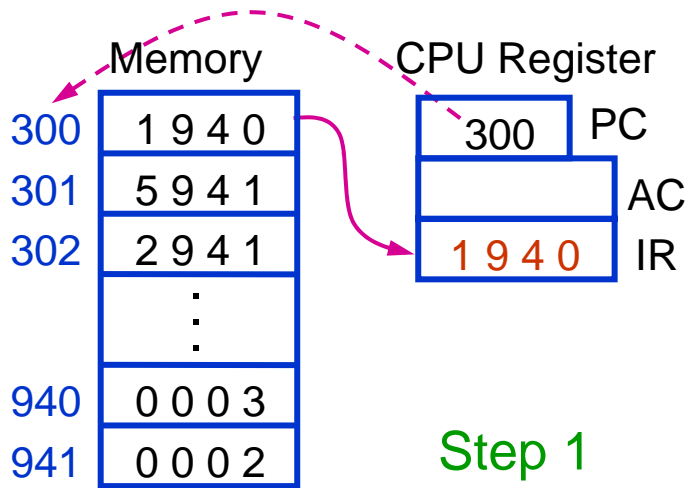 Memory CPU Register
300 1 9 4 0 300 PC
301 5 9 4 1 AC
302 2 9 4 1 1 9 4 0 IR
940 0 0 0 3
941 0 0 0 2
Step 1